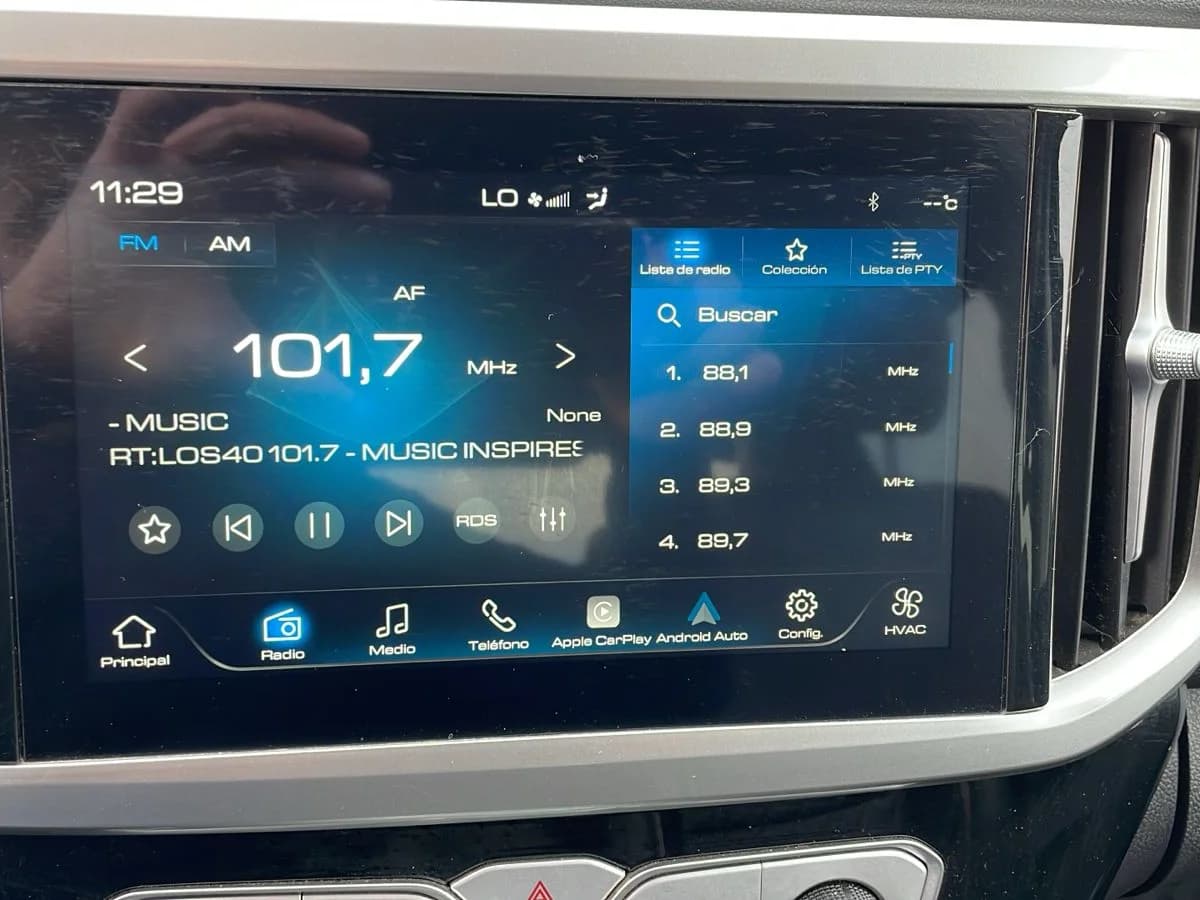 11:29
LO
--°C
FM AM
AF
101,7 MHz
- MUSIC None
RT:LOS40 101.7 - MUSIC INSPIRES
RDS
Lista de radio Colección Lista de PTY
PTY
Buscar
1. 88,1 MHz
2. 88,9 MHz
3. 89,3 MHz
4. 89,7 MHz
Principal Radio Medio Teléfono Apple CarPlay Android Auto Config. HVAC